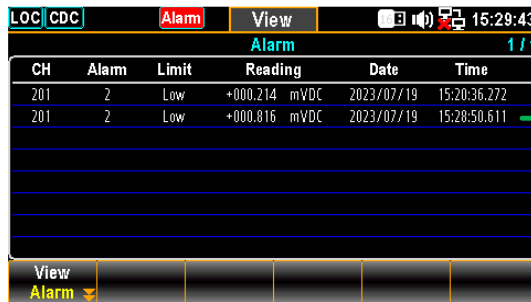 LOC CDC Alarm View 15:29:43
Alarm 1 / 1
CH Alarm Limit Reading Date Time
201 2 Low +000.214 mVDC 2023/07/19 15:20:36.272
201 2 Low +000.816 mVDC 2023/07/19 15:28:50.611
View
Alarm